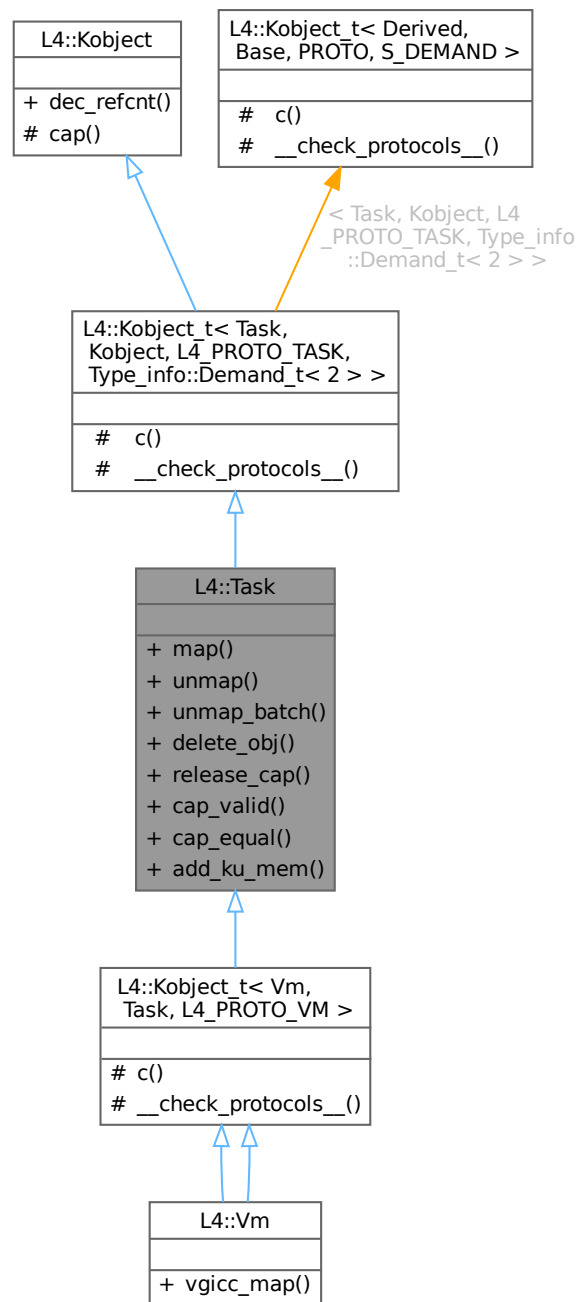 L4::Kobject
+ dec_refcnt()
# cap()
L4::Kobject_t< Derived,
Base, PROTO, S_DEMAND >
# c()
# __check_protocols__()
< Task, Kobject, L4
_PROTO_TASK, Type_info
::Demand_t< 2 > >
L4::Kobject_t< Task,
Kobject, L4_PROTO_TASK,
Type_info::Demand_t< 2 > >
# c()
# __check_protocols__()
L4::Task
+ map()
+ unmap()
+ unmap_batch()
+ delete_obj()
+ release_cap()
+ cap_valid()
+ cap_equal()
+ add_ku_mem()
L4::Kobject_t< Vm,
Task, L4_PROTO_VM >
# c()
# __check_protocols__()
L4::Vm
+ vgicc_map()